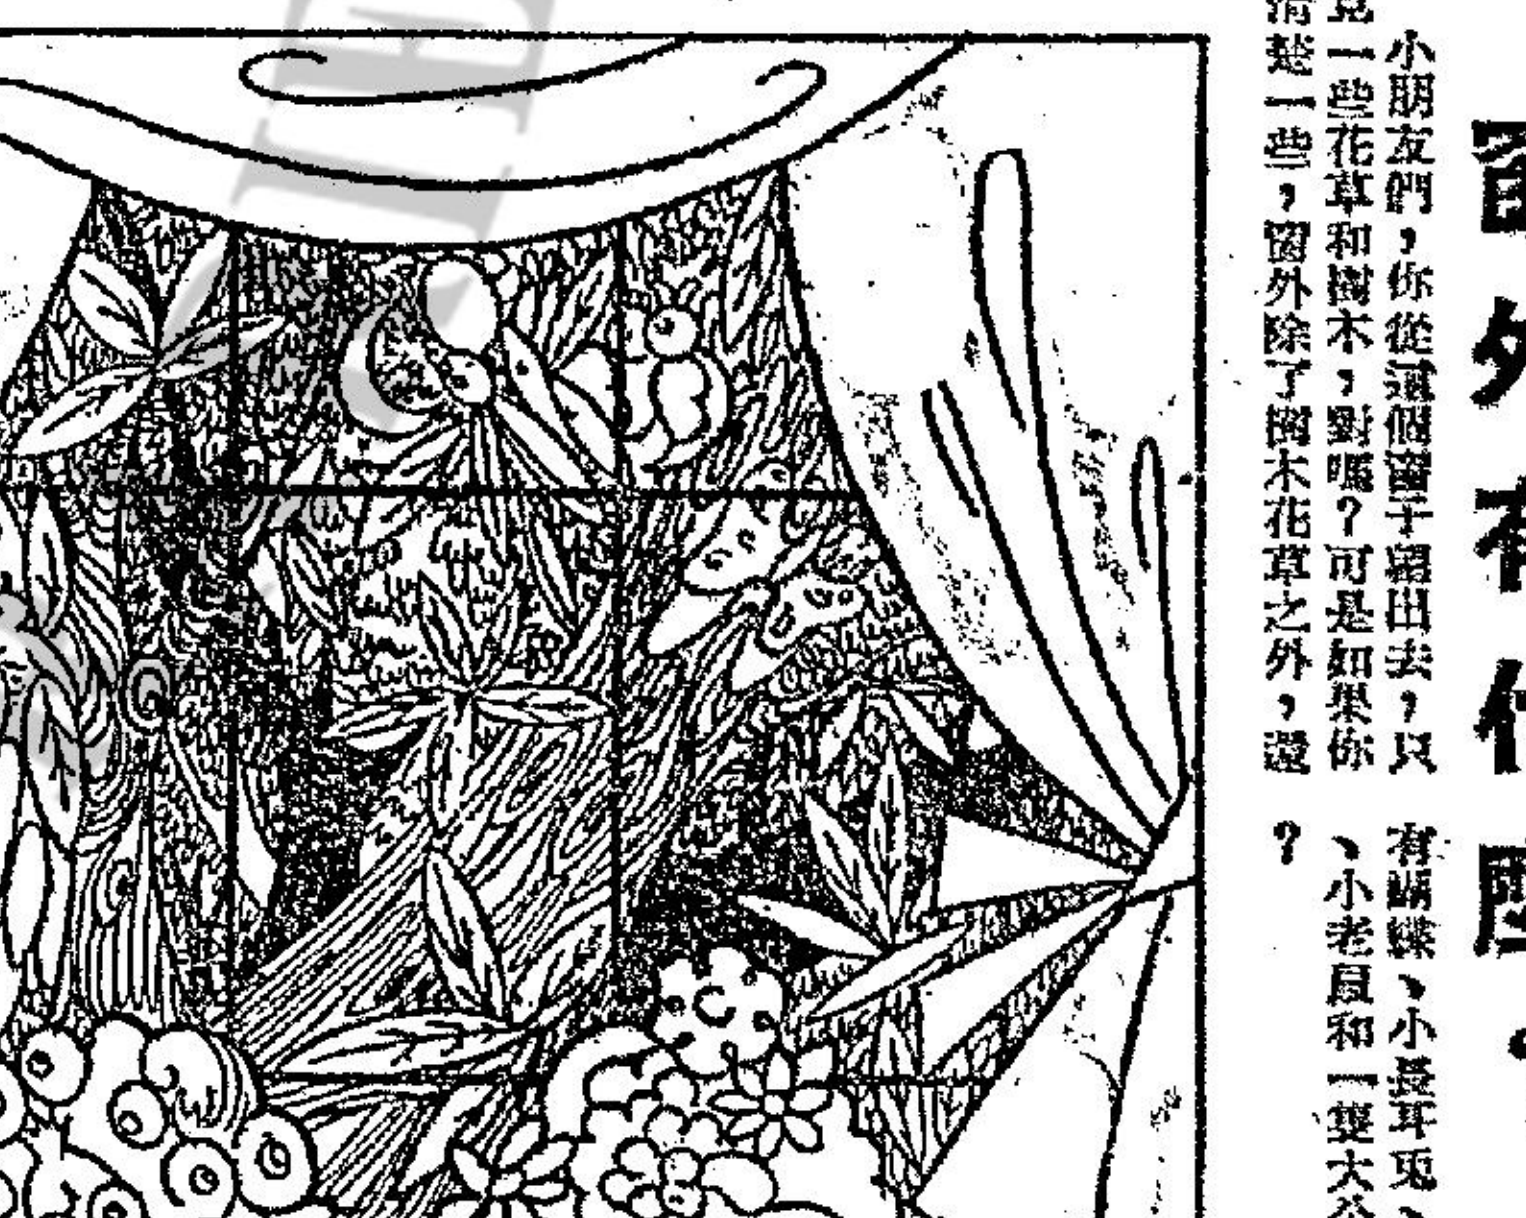 窗外有
小朋友們，你從這個窗子望出去，只
見一些花草和樹木，對嗎？可是如果你
清楚一些，窗外除了樹木花草之外，還
有蝴蝶、小長耳兎、
、小老鼠和一隻大公
？